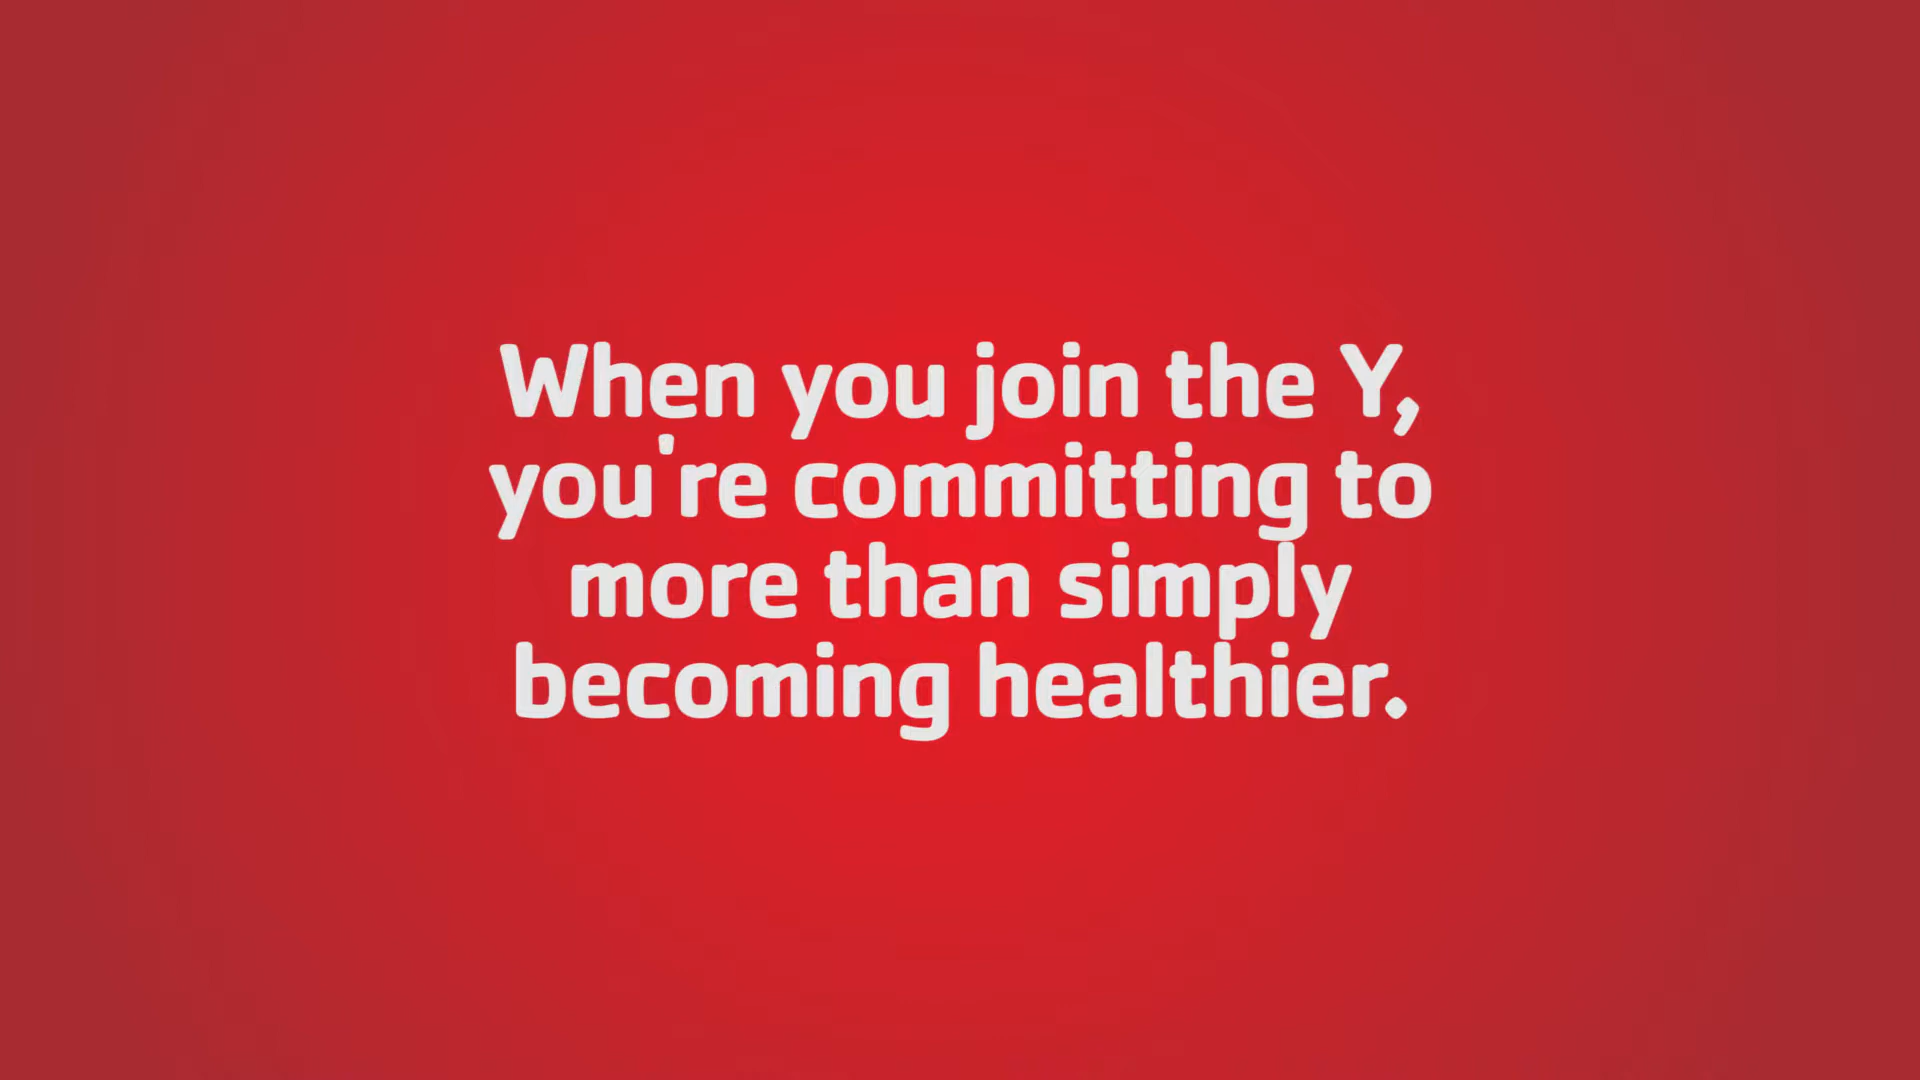 When you join the Y,
you're committing to
more than simply
becoming healthier.